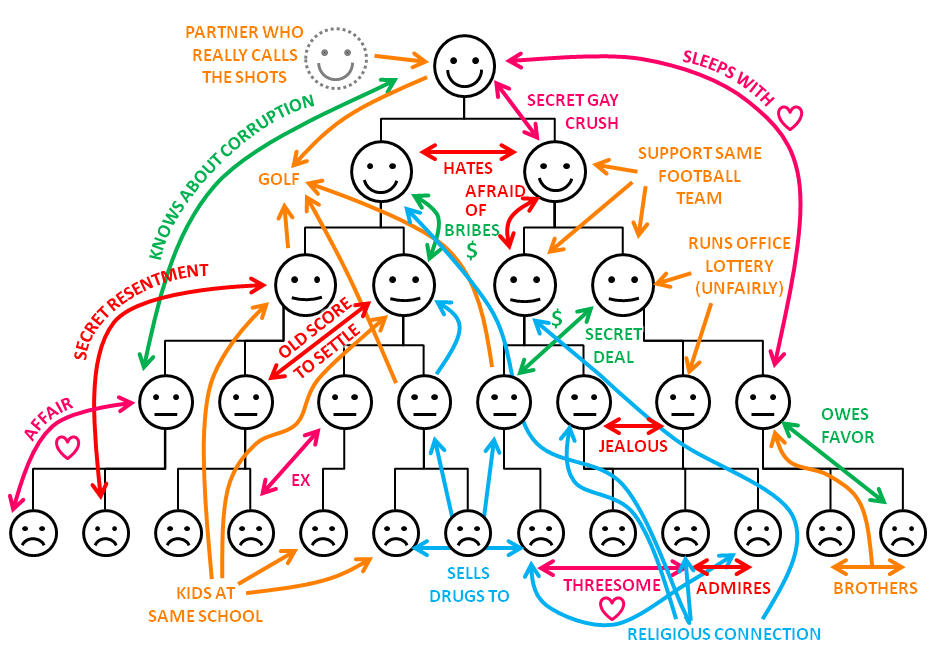 PARTNER WHO
REALLY CALLS
THE SHOTS
SLEEPS WITH
SECRET GAY
CRUSH
KNOWS ABOUT CORRUPTION
GOLF
HATES
AFRAID
OF
BRIBES
$
SUPPORT SAME
FOOTBALL
TEAM
RUNS OFFICE
LOTTERY
(UNFAIRLY)
SECRET RESENTMENT
OLD SCORE
TO SETTLE
$
SECRET
DEAL
AFFAIR
EX
JEALOUS
OWES
FAVOR
KIDS AT
SAME SCHOOL
SELLS
DRUGS TO
THREESOME
ADMIRES
BROTHERS
RELIGIOUS CONNECTION